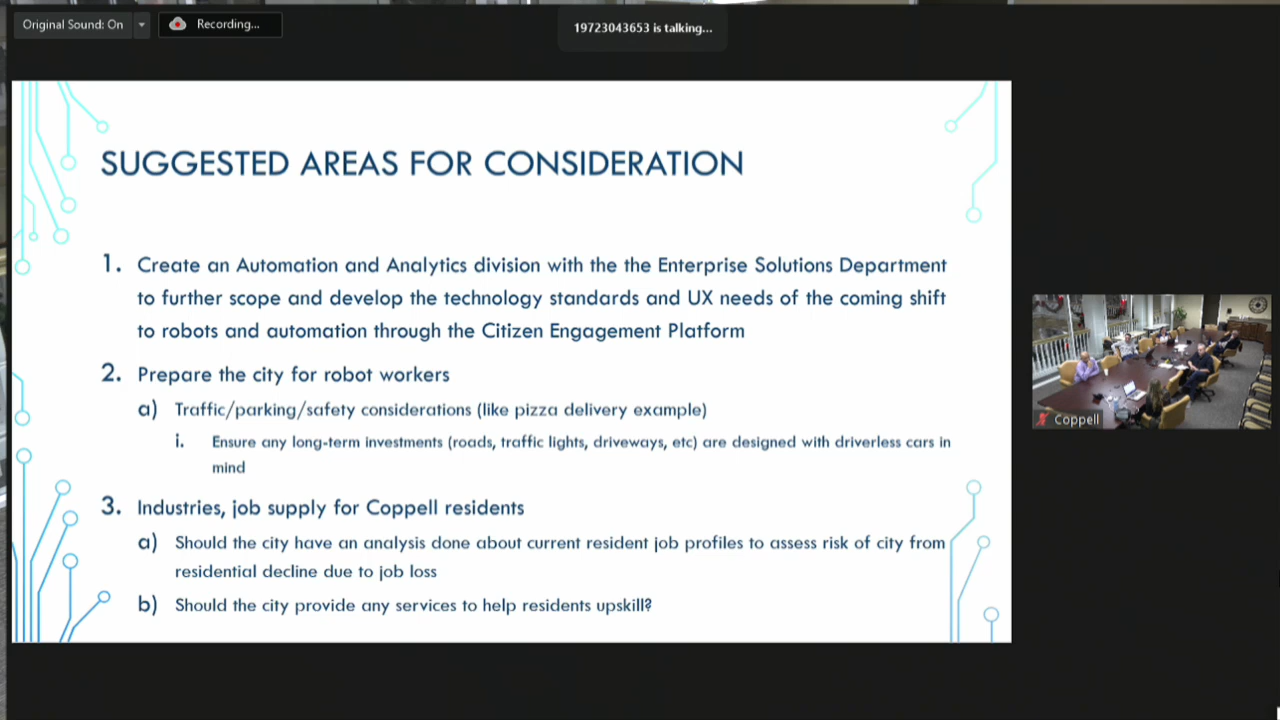 Original Sound: On
Recording...
19723043653 is talking...
SUGGESTED AREAS FOR CONSIDERATION
1. Create an Automation and Analytics division with the the Enterprise Solutions Department
to further scope and develop the technology standards and UX needs of the coming shift
to robots and automation through the Citizen Engagement Platform
2. Prepare the city for robot workers
a) Traffic/parking/safety considerations (like pizza delivery example)
i. Ensure any long-term investments (roads, traffic lights, driveways, etc) are designed with driverless cars in
mind
3. Industries, job supply for Coppell residents
a) Should the city have an analysis done about current resident job profiles to assess risk of city from
residential decline due to job loss
b) Should the city provide any services to help residents upskill?
Coppell